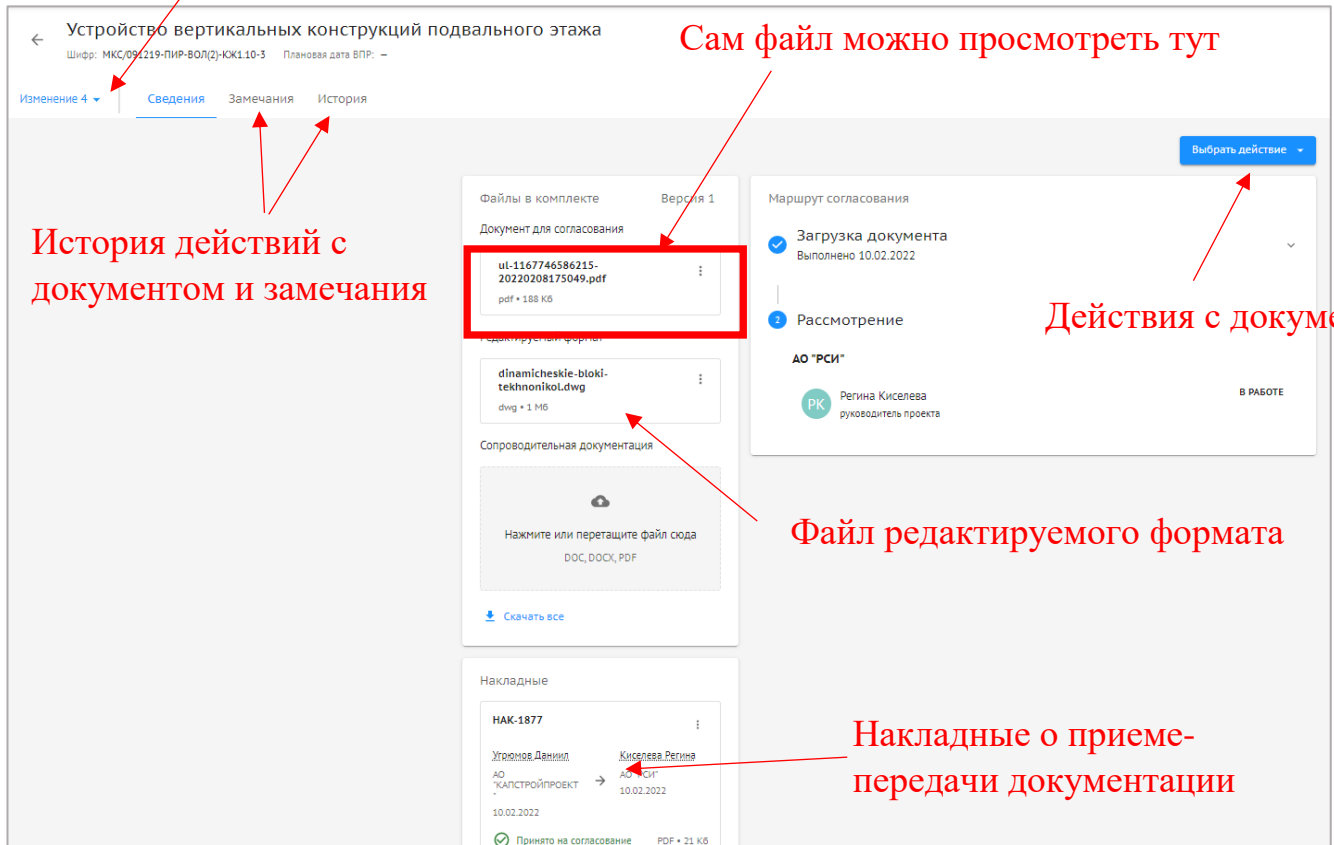 Устройство вертикальных конструкций подвального этажа
Шифр: МКС/091219-ПИР-ВОЛ(2)-КЖ1.10-3 Плановая дата ВПР: —
Сам файл можно просмотреть тут
Изменение 4 Сведения Замечания История
Выбрать действие
История действий с
документом и замечания
Файлы в комплекте Версия 1
Документ для согласования
ul-1167746586215-
20220208175049.pdf
pdf • 188 Кб
Редактируемый формат
dinamicheskie-bloki-
tekhnonikol.dwg
dwg • 1 Мб
Сопроводительная документация
Нажмите или перетащите файл сюда
DOC, DOCX, PDF
Скачать все
Маршрут согласования
Загрузка документа
Выполнено 10.02.2022
2 Рассмотрение
Действия с докуме
АО "РСИ"
РК
Регина Киселева
руководитель проекта
В РАБОТЕ
Файл редактируемого формата
Накладные
НАК-1877
Угрюмов Даниил Киселева Регина
АО
"КАПСТРОЙПРОЕКТ
"
10.02.2022
АО "РСИ"
10.02.2022
Принято на согласование PDF • 21 Кб
Накладные о приеме-
передачи документации